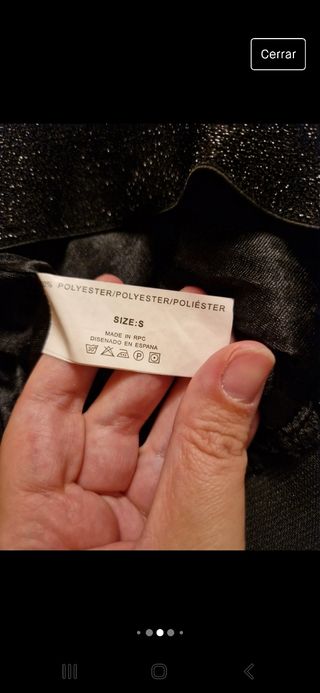 Cerrar
% POLYESTER/POLYESTER/POLIÉSTER
SIZE:S
MADE IN RPC
DISENADO EN ESPANA